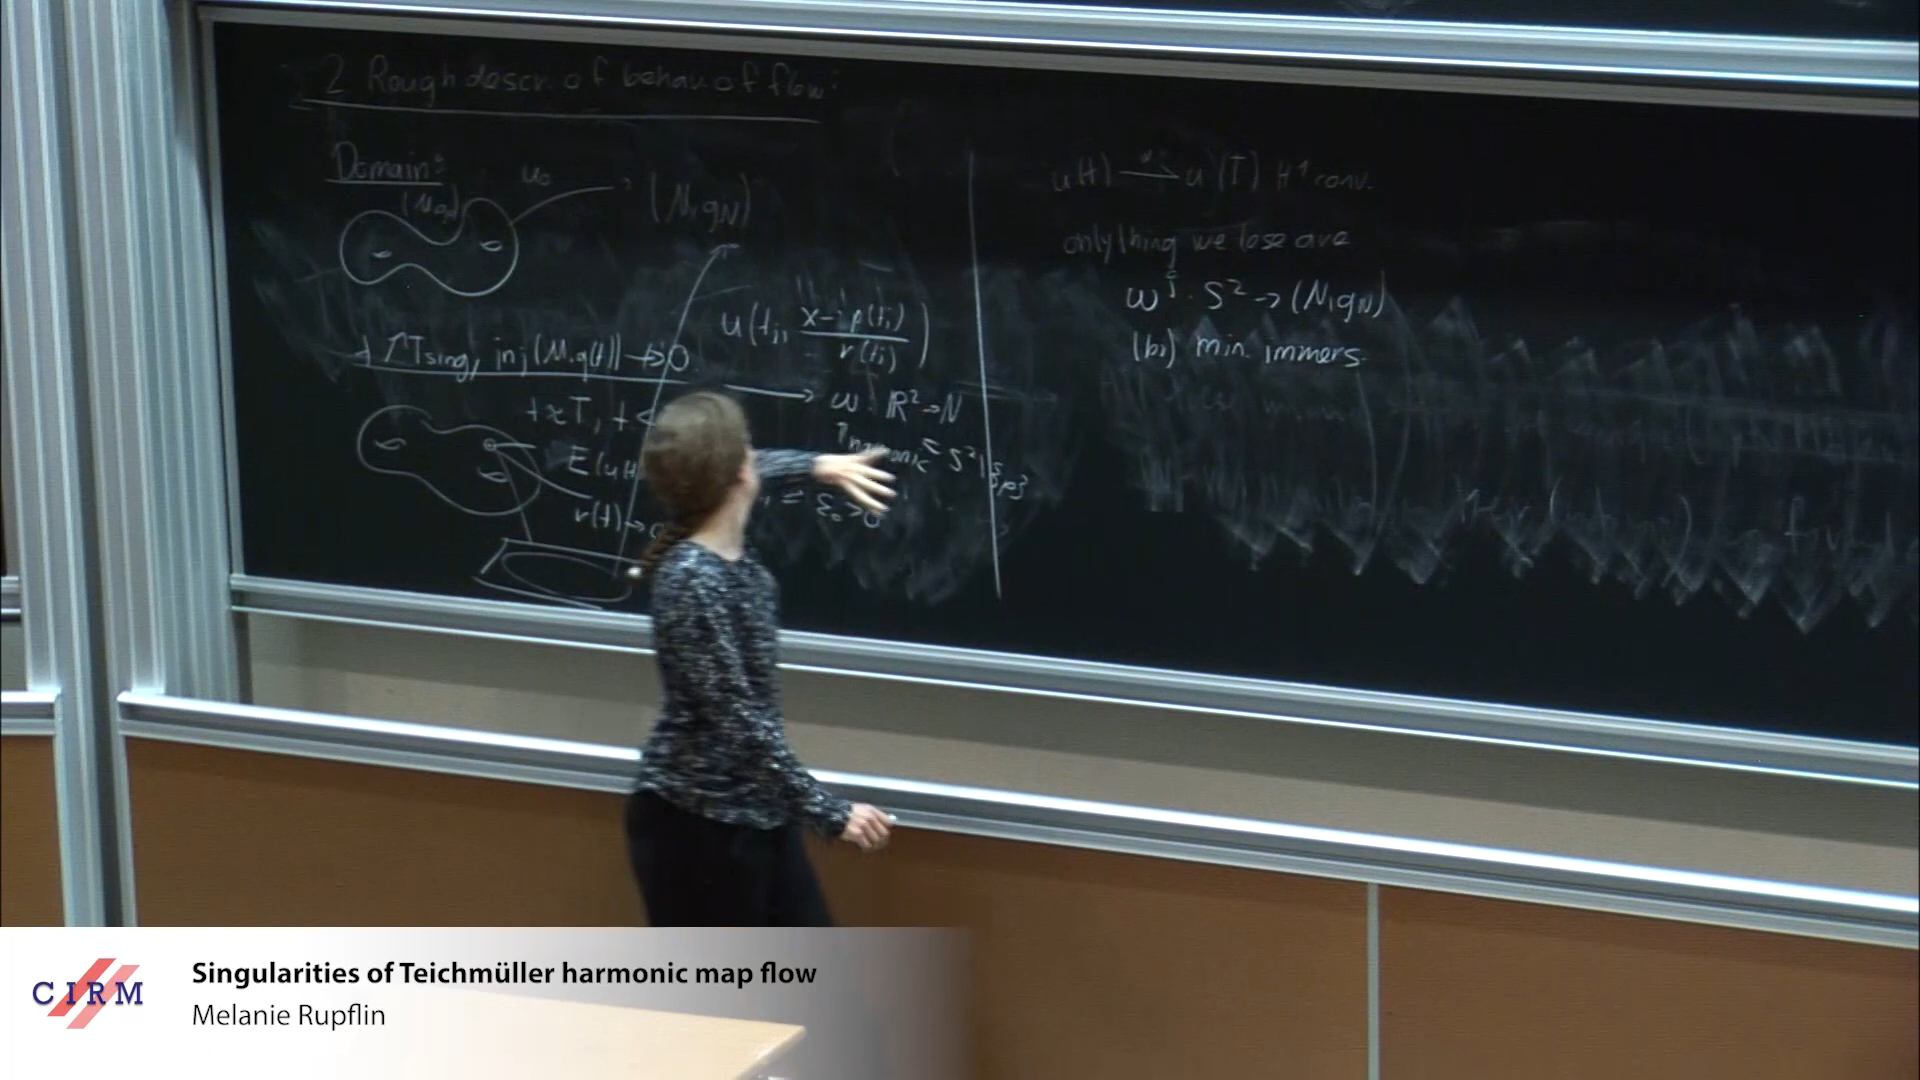 2 Rough descr. of behav. of flow:
Domain:
u₀
(N, g_N)
u(t_i, x - p(t_i) / r(t_i))
t ↑ T_sing, inj(M, g(t)) → 0
→ ω : ℝ² → N
↑ harmonic
S² \ {p}
t ≈ T, t <
E(u(t)
= ε₀ > 0
r(t) → 0
u(t) ⇀ u(T) H¹ conv.
only thing we lose are
ω^j : S² → (N, g_N)
(br) min. immers.
CIRM
Singularities of Teichmüller harmonic map flow
Melanie Rupflin